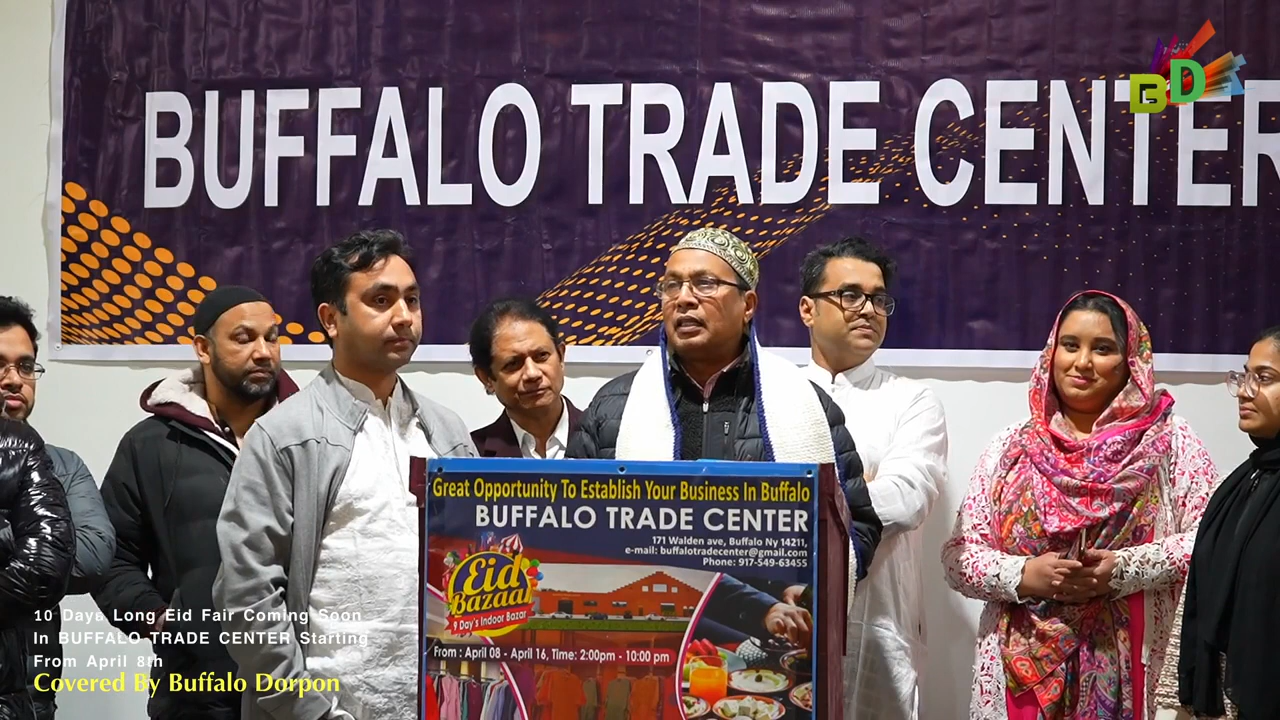 BUFFALO TRADE CENTER
BD
Great Opportunity To Establish Your Business In Buffalo
BUFFALO TRADE CENTER
171 Walden ave, Buffalo Ny 14211,
e-mail: buffalotradecenter@gmail.com
Phone: 917-549-63455
Eid
Bazaar
9 Day's Indoor Bazar
From : April 08 - April 16, Time: 2:00pm - 10:00 pm
10 Days Long Eid Fair Coming Soon
In BUFFALO TRADE CENTER Starting
From April 8th
Covered By Buffalo Dorpon